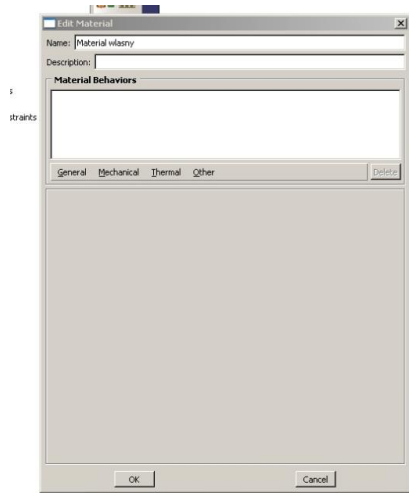 Edit Material
Name: Material wlasny
Description:
Material Behaviors
s
straints
General Mechanical Thermal Other Delete
OK Cancel